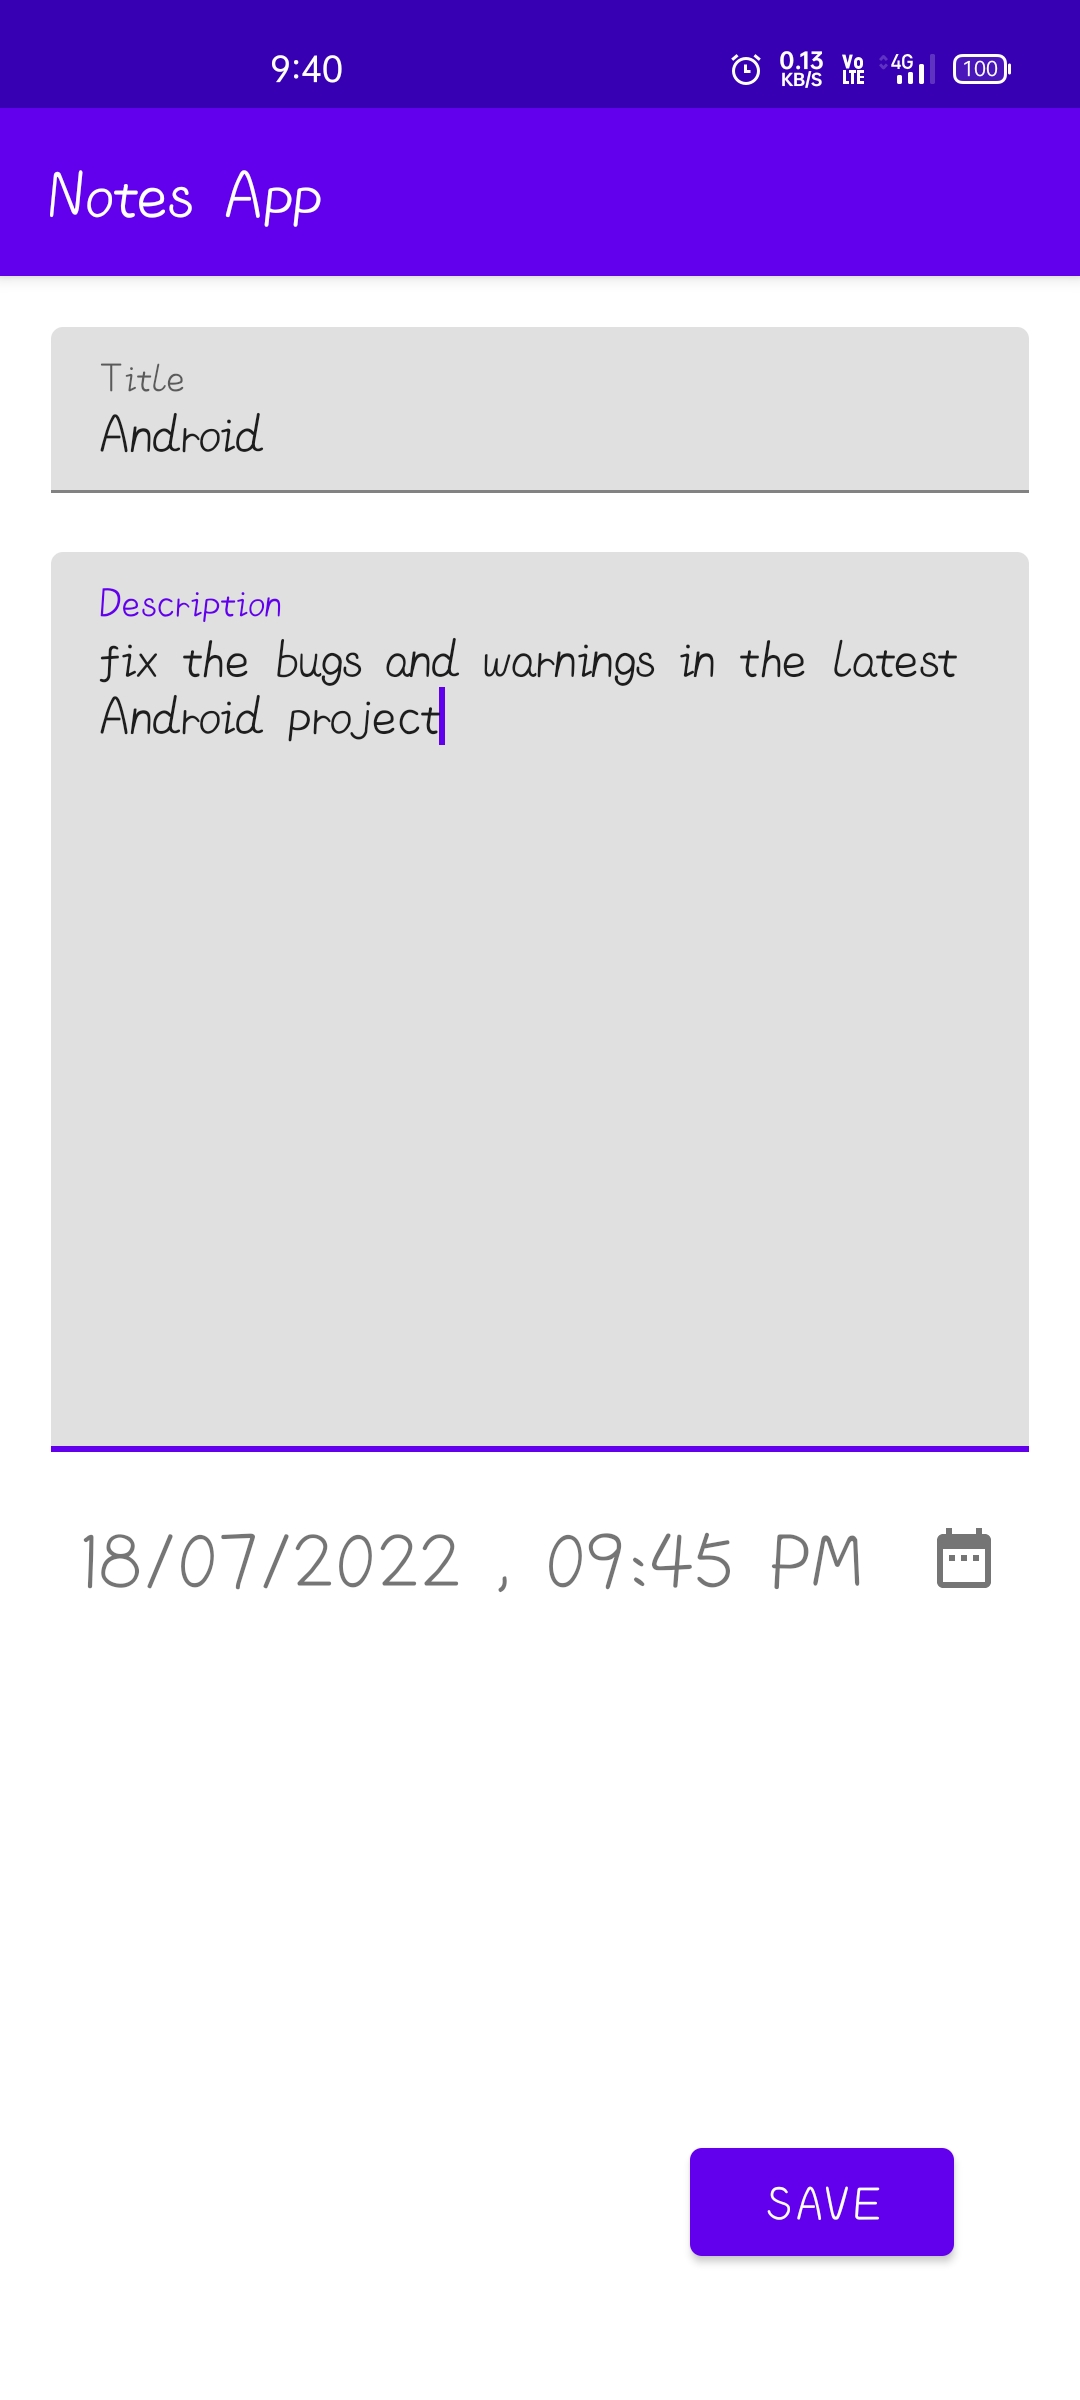 9:40
0.13 KB/S Vo LTE 4G 100
Notes App
Title
Android
Description
fix the bugs and warnings in the latest
Android project
18/07/2022 , 09:45 PM
SAVE